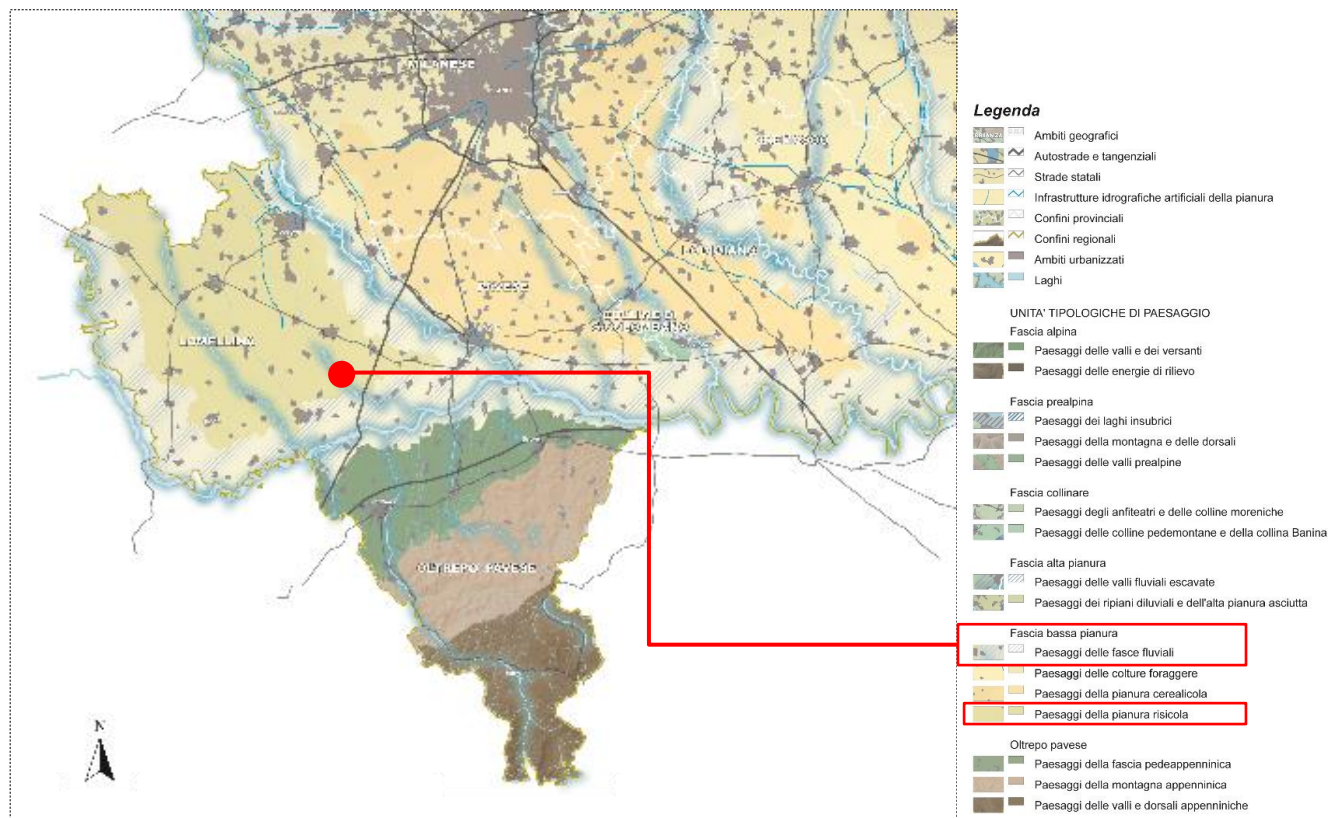 MILANESE
CREMASCO
LODIGIANO
PAVESE
COLLINE DI
S. COLOMBANO
LOMELLINA
OLTREPO PAVESE
N
Legenda
Ambiti geografici
Autostrade e tangenziali
Strade statali
Infrastrutture idrografiche artificiali della pianura
Confini provinciali
Confini regionali
Ambiti urbanizzati
Laghi
UNITA' TIPOLOGICHE DI PAESAGGIO
Fascia alpina
Paesaggi delle valli e dei versanti
Paesaggi delle energie di rilievo
Fascia prealpina
Paesaggi dei laghi insubrici
Paesaggi della montagna e delle dorsali
Paesaggi delle valli prealpine
Fascia collinare
Paesaggi degli anfiteatri e delle colline moreniche
Paesaggi delle colline pedemontane e della collina Banina
Fascia alta pianura
Paesaggi delle valli fluviali escavate
Paesaggi dei ripiani diluviali e dell'alta pianura asciutta
Fascia bassa pianura
Paesaggi delle fasce fluviali
Paesaggi delle colture foraggere
Paesaggi della pianura cerealicola
Paesaggi della pianura risicola
Oltrepo pavese
Paesaggi della fascia pedeappenninica
Paesaggi della montagna appenninica
Paesaggi delle valli e dorsali appenniniche